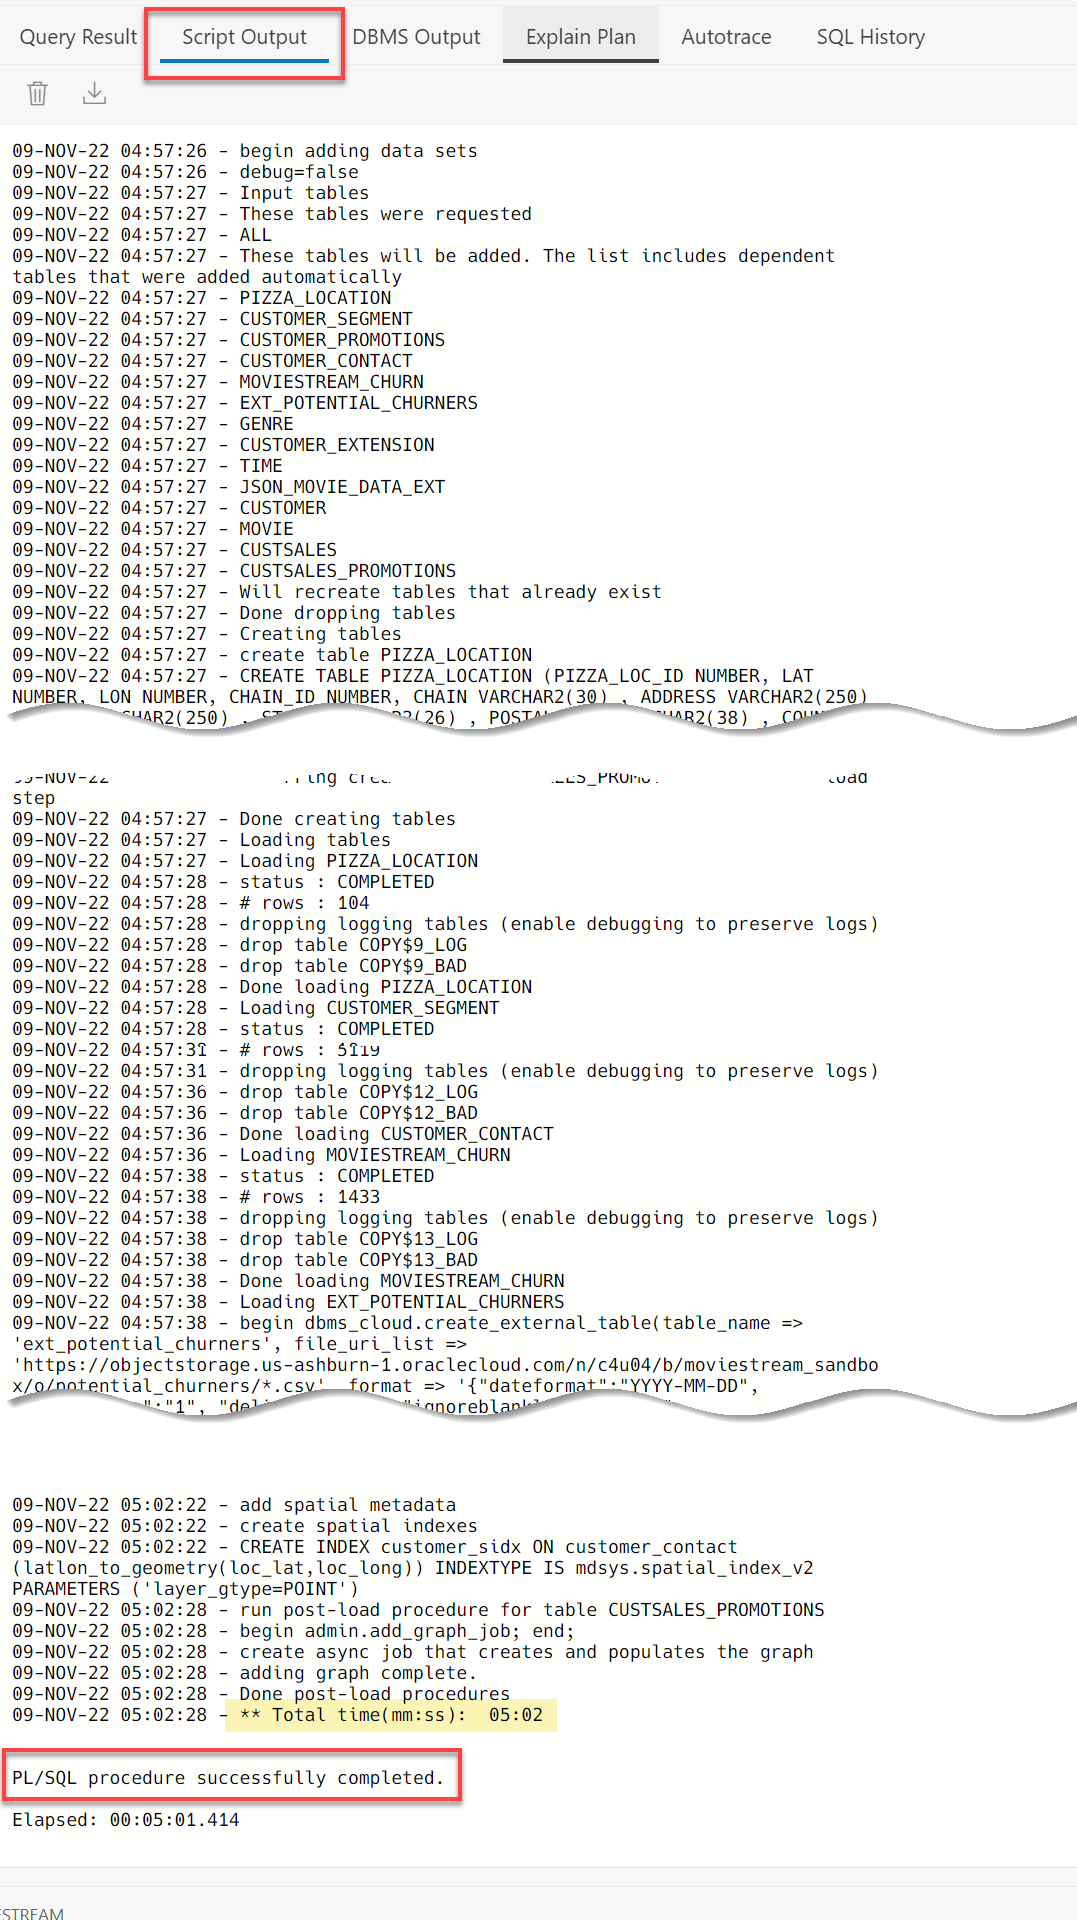 Query Result Script Output DBMS Output Explain Plan Autotrace SQL History
09-NOV-22 04:57:26 - begin adding data sets
09-NOV-22 04:57:26 - debug=false
09-NOV-22 04:57:27 - Input tables
09-NOV-22 04:57:27 - These tables were requested
09-NOV-22 04:57:27 - ALL
09-NOV-22 04:57:27 - These tables will be added. The list includes dependent
tables that were added automatically
09-NOV-22 04:57:27 - PIZZA_LOCATION
09-NOV-22 04:57:27 - CUSTOMER_SEGMENT
09-NOV-22 04:57:27 - CUSTOMER_PROMOTIONS
09-NOV-22 04:57:27 - CUSTOMER_CONTACT
09-NOV-22 04:57:27 - MOVIESTREAM_CHURN
09-NOV-22 04:57:27 - EXT_POTENTIAL_CHURNERS
09-NOV-22 04:57:27 - GENRE
09-NOV-22 04:57:27 - CUSTOMER_EXTENSION
09-NOV-22 04:57:27 - TIME
09-NOV-22 04:57:27 - JSON_MOVIE_DATA_EXT
09-NOV-22 04:57:27 - CUSTOMER
09-NOV-22 04:57:27 - MOVIE
09-NOV-22 04:57:27 - CUSTSALES
09-NOV-22 04:57:27 - CUSTSALES_PROMOTIONS
09-NOV-22 04:57:27 - Will recreate tables that already exist
09-NOV-22 04:57:27 - Done dropping tables
09-NOV-22 04:57:27 - Creating tables
09-NOV-22 04:57:27 - create table PIZZA_LOCATION
09-NOV-22 04:57:27 - CREATE TABLE PIZZA_LOCATION (PIZZA_LOC_ID NUMBER, LAT
NUMBER, LON NUMBER, CHAIN_ID NUMBER, CHAIN VARCHAR2(30) , ADDRESS VARCHAR2(250)
09-NOV-22
step
09-NOV-22 04:57:27 - Done creating tables
09-NOV-22 04:57:27 - Loading tables
09-NOV-22 04:57:27 - Loading PIZZA_LOCATION
09-NOV-22 04:57:28 - status : COMPLETED
09-NOV-22 04:57:28 - # rows : 104
09-NOV-22 04:57:28 - dropping logging tables (enable debugging to preserve logs)
09-NOV-22 04:57:28 - drop table COPY$9_LOG
09-NOV-22 04:57:28 - drop table COPY$9_BAD
09-NOV-22 04:57:28 - Done loading PIZZA_LOCATION
09-NOV-22 04:57:28 - Loading CUSTOMER_SEGMENT
09-NOV-22 04:57:28 - status : COMPLETED
09-NOV-22 04:57:31 - # rows :
09-NOV-22 04:57:31 - dropping logging tables (enable debugging to preserve logs)
09-NOV-22 04:57:36 - drop table COPY$12_LOG
09-NOV-22 04:57:36 - drop table COPY$12_BAD
09-NOV-22 04:57:36 - Done loading CUSTOMER_CONTACT
09-NOV-22 04:57:36 - Loading MOVIESTREAM_CHURN
09-NOV-22 04:57:38 - status : COMPLETED
09-NOV-22 04:57:38 - # rows : 1433
09-NOV-22 04:57:38 - dropping logging tables (enable debugging to preserve logs)
09-NOV-22 04:57:38 - drop table COPY$13_LOG
09-NOV-22 04:57:38 - drop table COPY$13_BAD
09-NOV-22 04:57:38 - Done loading MOVIESTREAM_CHURN
09-NOV-22 04:57:38 - Loading EXT_POTENTIAL_CHURNERS
09-NOV-22 04:57:38 - begin dbms_cloud.create_external_table(table_name =>
'ext_potential_churners', file_uri_list =>
'https://objectstorage.us-ashburn-1.oraclecloud.com/n/c4u04/b/moviestream_sandbo
x/o/potential_churners/*.csv', format => '{"dateformat":"YYYY-MM-DD",
09-NOV-22 05:02:22 - add spatial metadata
09-NOV-22 05:02:22 - create spatial indexes
09-NOV-22 05:02:22 - CREATE INDEX customer_sidx ON customer_contact
(latlon_to_geometry(loc_lat,loc_long)) INDEXTYPE IS mdsys.spatial_index_v2
PARAMETERS ('layer_gtype=POINT')
09-NOV-22 05:02:28 - run post-load procedure for table CUSTSALES_PROMOTIONS
09-NOV-22 05:02:28 - begin admin.add_graph_job; end;
09-NOV-22 05:02:28 - create async job that creates and populates the graph
09-NOV-22 05:02:28 - adding graph complete.
09-NOV-22 05:02:28 - Done post-load procedures
09-NOV-22 05:02:28 - ** Total time(mm:ss):  05:02
PL/SQL procedure successfully completed.
Elapsed: 00:05:01.414